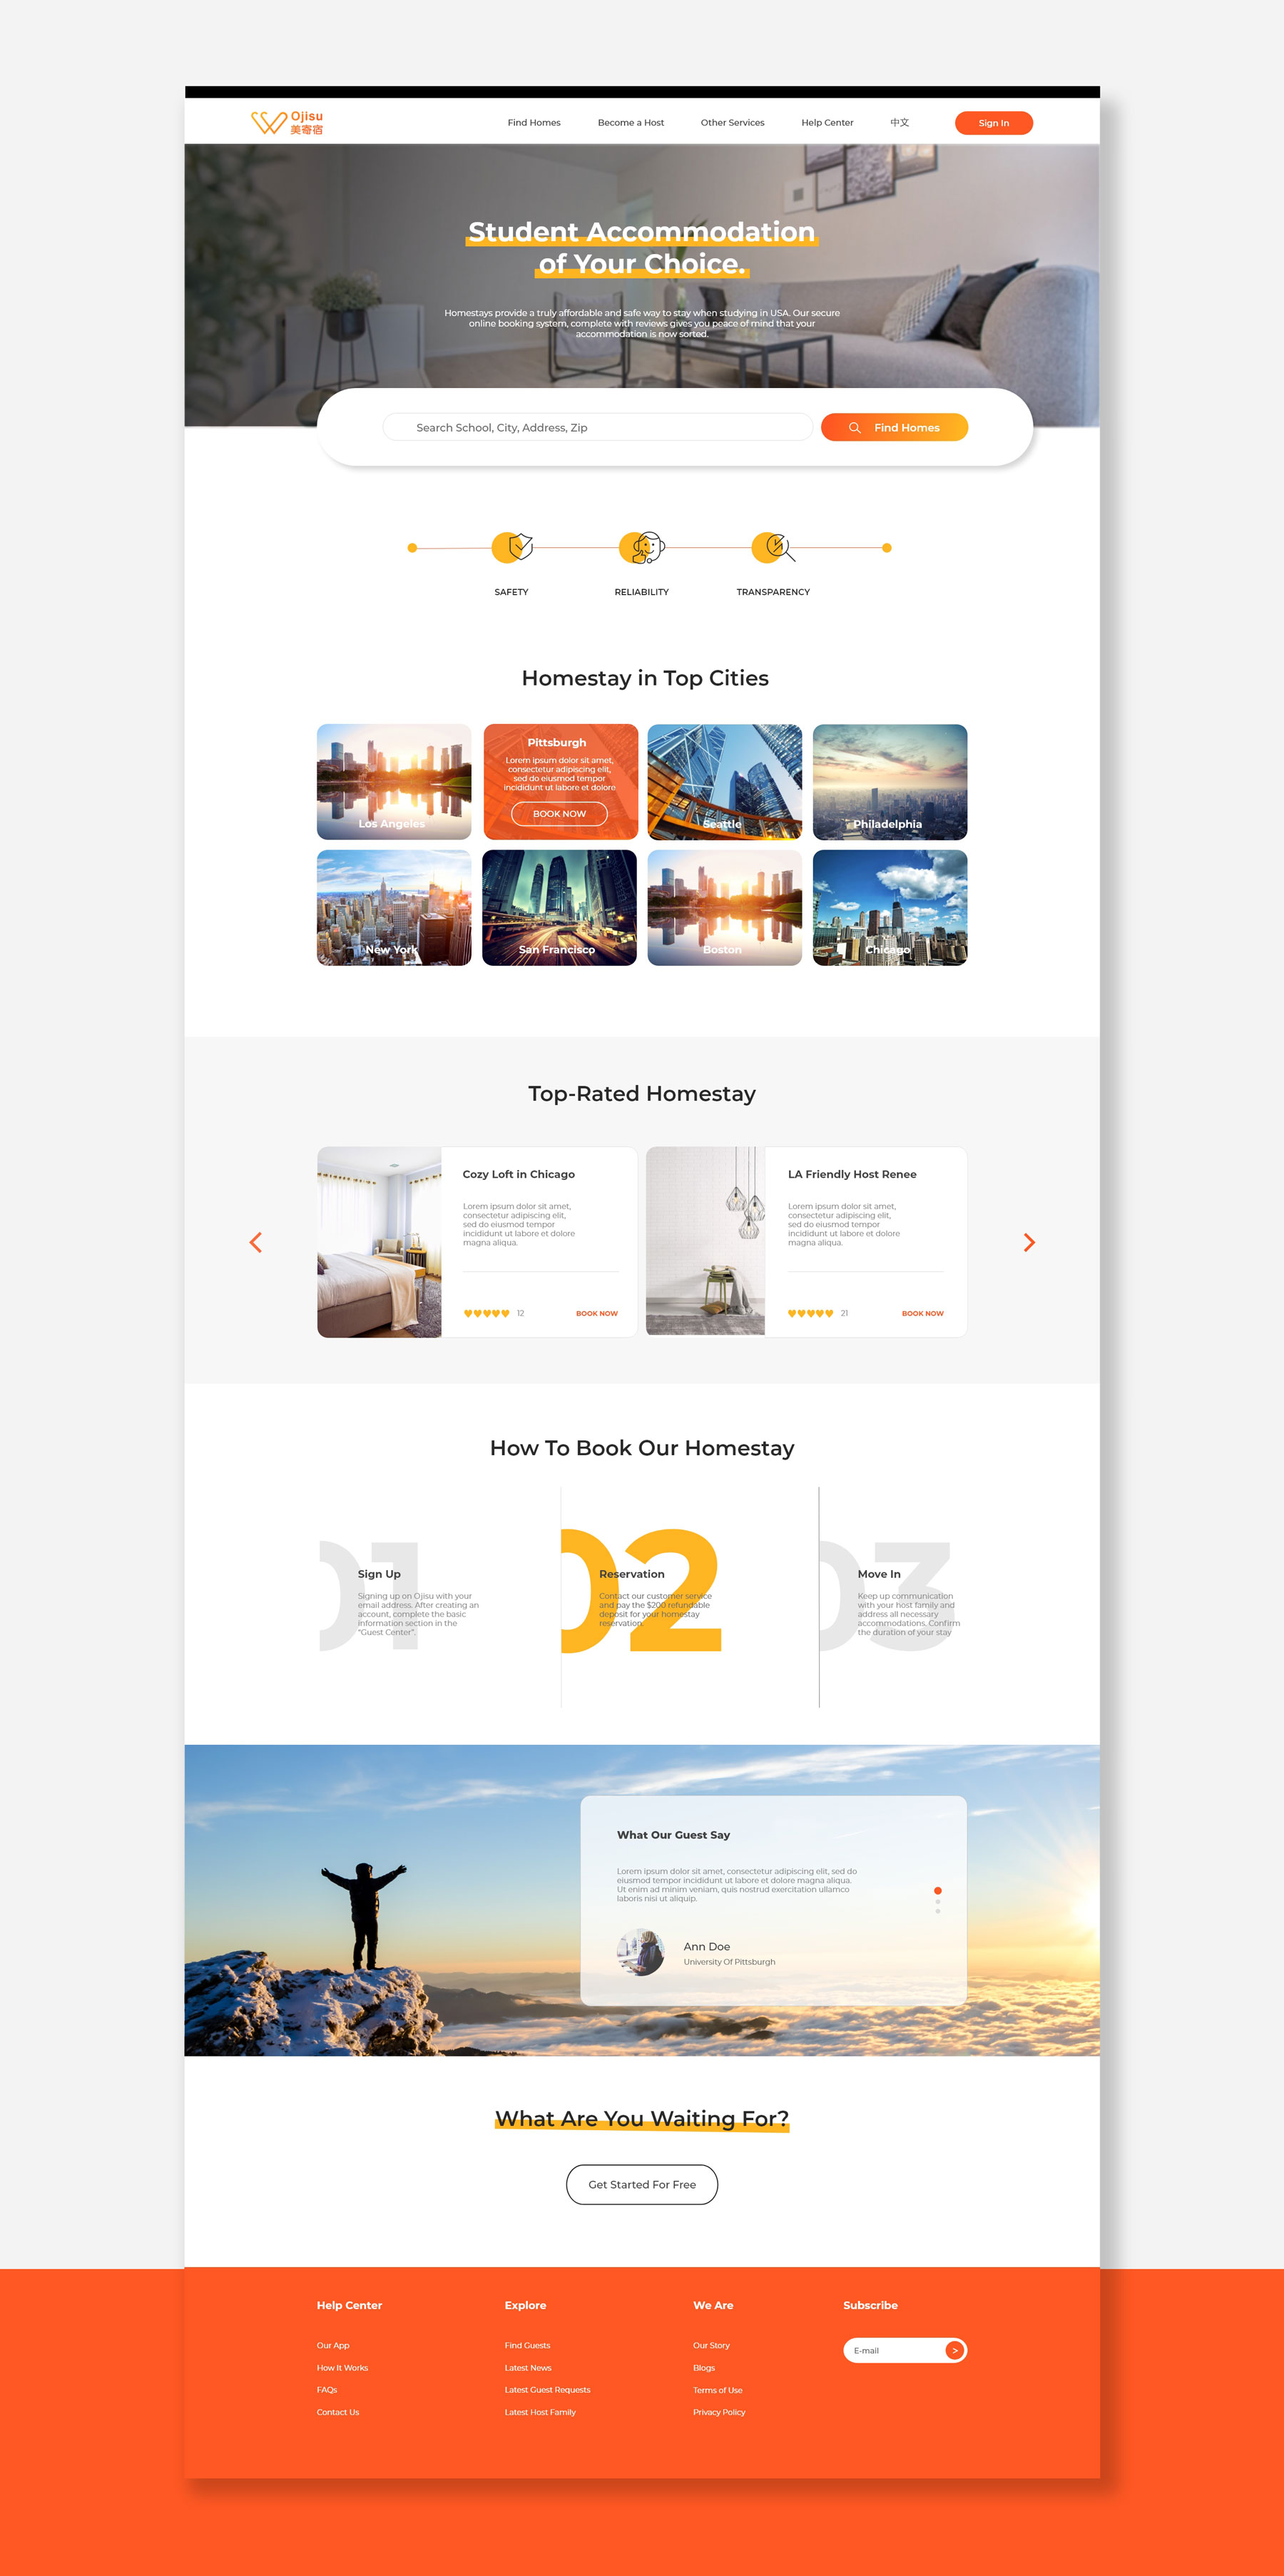 Ojisu
美寄宿
Find Homes
Become a Host
Other Services
Help Center
中文
Sign In
Student Accommodation
of Your Choice.
Homestays provide a truly affordable and safe way to stay when studying in USA. Our secure
online booking system, complete with reviews gives you peace of mind that your
accommodation is now sorted.
Search School, City, Address, Zip
Find Homes
SAFETY
RELIABILITY
TRANSPARENCY
Homestay in Top Cities
Los Angeles
Pittsburgh
Lorem ipsum dolor sit amet,
consectetur adipiscing elit,
sed do eiusmod tempor
incididunt ut labore et dolore
BOOK NOW
Seattle
Philadelphia
New York
San Francisco
Boston
Chicago
Top-Rated Homestay
Cozy Loft in Chicago
Lorem ipsum dolor sit amet,
consectetur adipiscing elit,
sed do eiusmod tempor
incididunt ut labore et dolore
magna aliqua.
12
BOOK NOW
LA Friendly Host Renee
Lorem ipsum dolor sit amet,
consectetur adipiscing elit,
sed do eiusmod tempor
incididunt ut labore et dolore
magna aliqua.
21
BOOK NOW
How To Book Our Homestay
01
Sign Up
Signing up on Ojisu with your
email address. After creating an
account, complete the basic
information section in the
“Guest Center”.
02
Reservation
Contact our customer service
and pay the $200 refundable
deposit for your homestay
reservation.
03
Move In
Keep up communication
with your host family and
address all necessary
accommodations. Confirm
the duration of your stay
What Our Guest Say
Lorem ipsum dolor sit amet, consectetur adipiscing elit, sed do
eiusmod tempor incididunt ut labore et dolore magna aliqua.
Ut enim ad minim veniam, quis nostrud exercitation ullamco
laboris nisi ut aliquip.
Ann Doe
University Of Pittsburgh
What Are You Waiting For?
Get Started For Free
Help Center
Our App
How It Works
FAQs
Contact Us
Explore
Find Guests
Latest News
Latest Guest Requests
Latest Host Family
We Are
Our Story
Blogs
Terms of Use
Privacy Policy
Subscribe
E-mail
>